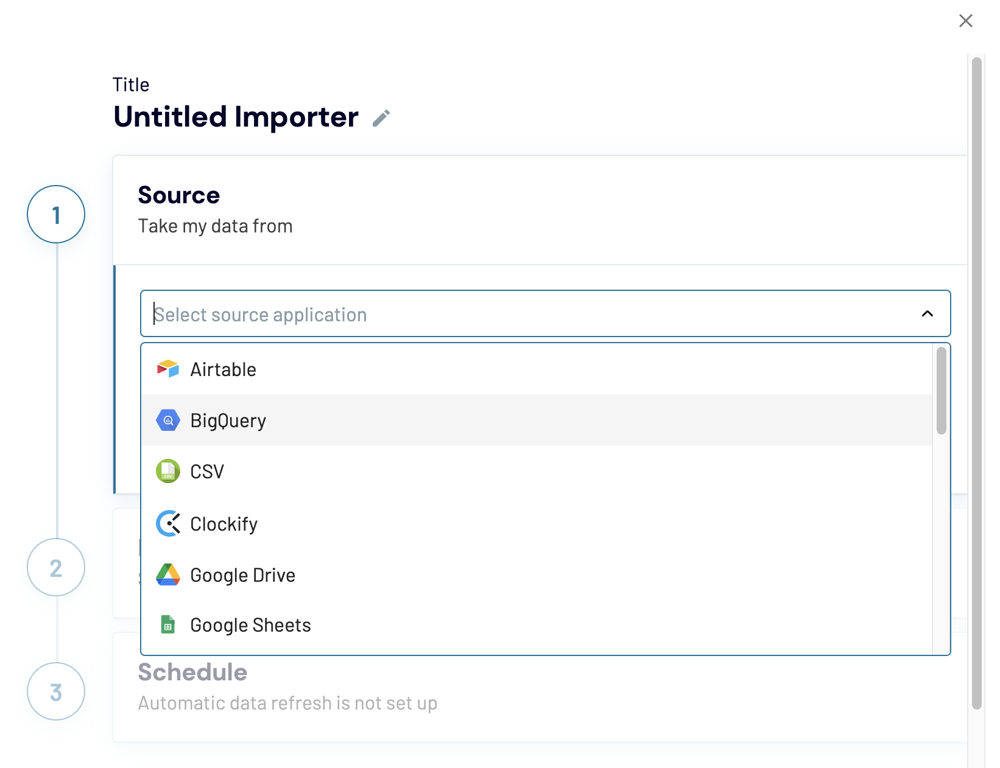 Title
Untitled Importer
1
Source
Take my data from
Select source application
Airtable
BigQuery
CSV
Clockify
2
Google Drive
Google Sheets
3
Schedule
Automatic data refresh is not set up